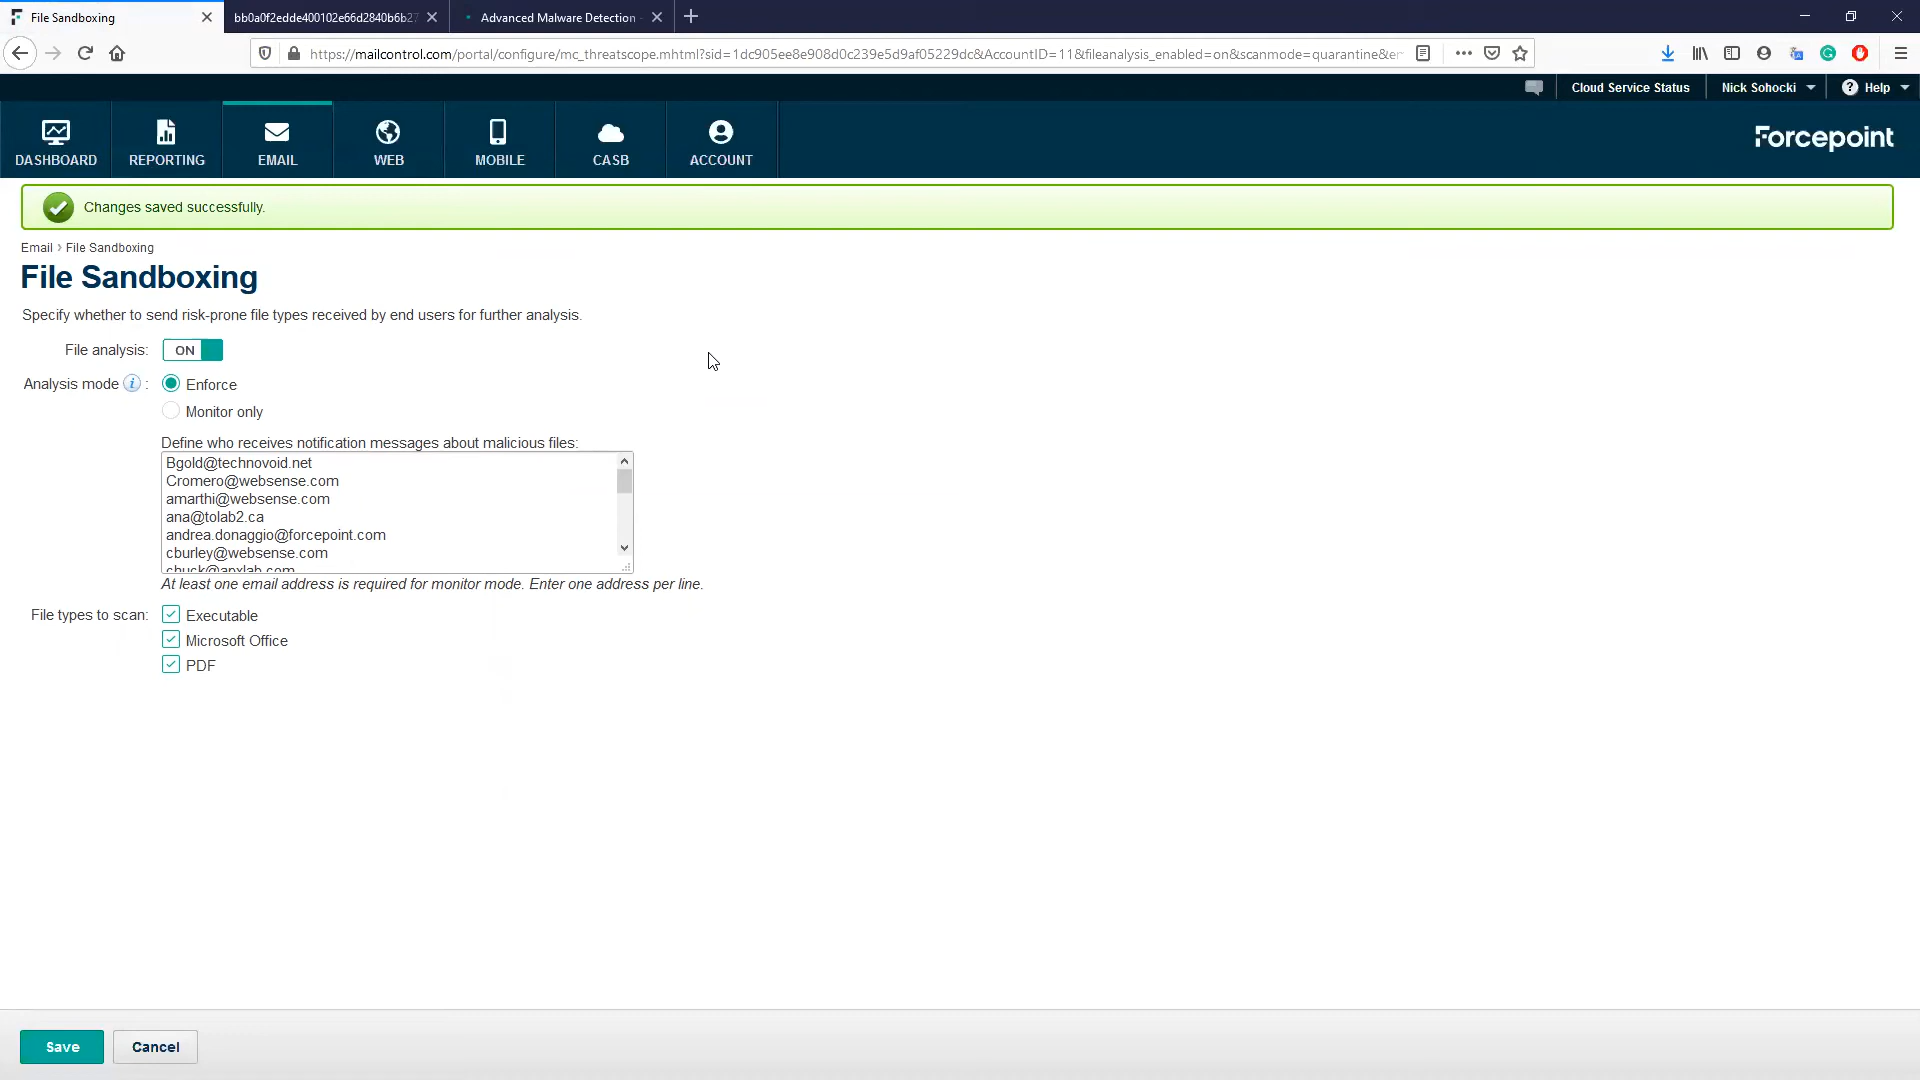 File Sandboxing
bb0a0f2edde400102e66d2840b6b27
Advanced Malware Detection
https://mailcontrol.com/portal/configure/mc_threatscope.mhtml?sid=1dc905ee8e908d0c239e5d9af05229dc&AccountID=11&fileanalysis_enabled=on&scanmode=quarantine&er
Cloud Service Status
Nick Sohocki
Help
DASHBOARD
REPORTING
EMAIL
WEB
MOBILE
CASB
ACCOUNT
Forcepoint
Changes saved successfully.
Email › File Sandboxing
File Sandboxing
Specify whether to send risk-prone file types received by end users for further analysis.
File analysis: ON
Analysis mode i : Enforce
Monitor only
Define who receives notification messages about malicious files:
Bgold@technovoid.net
Cromero@websense.com
amarthi@websense.com
ana@tolab2.ca
andrea.donaggio@forcepoint.com
cburley@websense.com
chuck@apxlab.com
At least one email address is required for monitor mode. Enter one address per line.
File types to scan: Executable
Microsoft Office
PDF
Save
Cancel